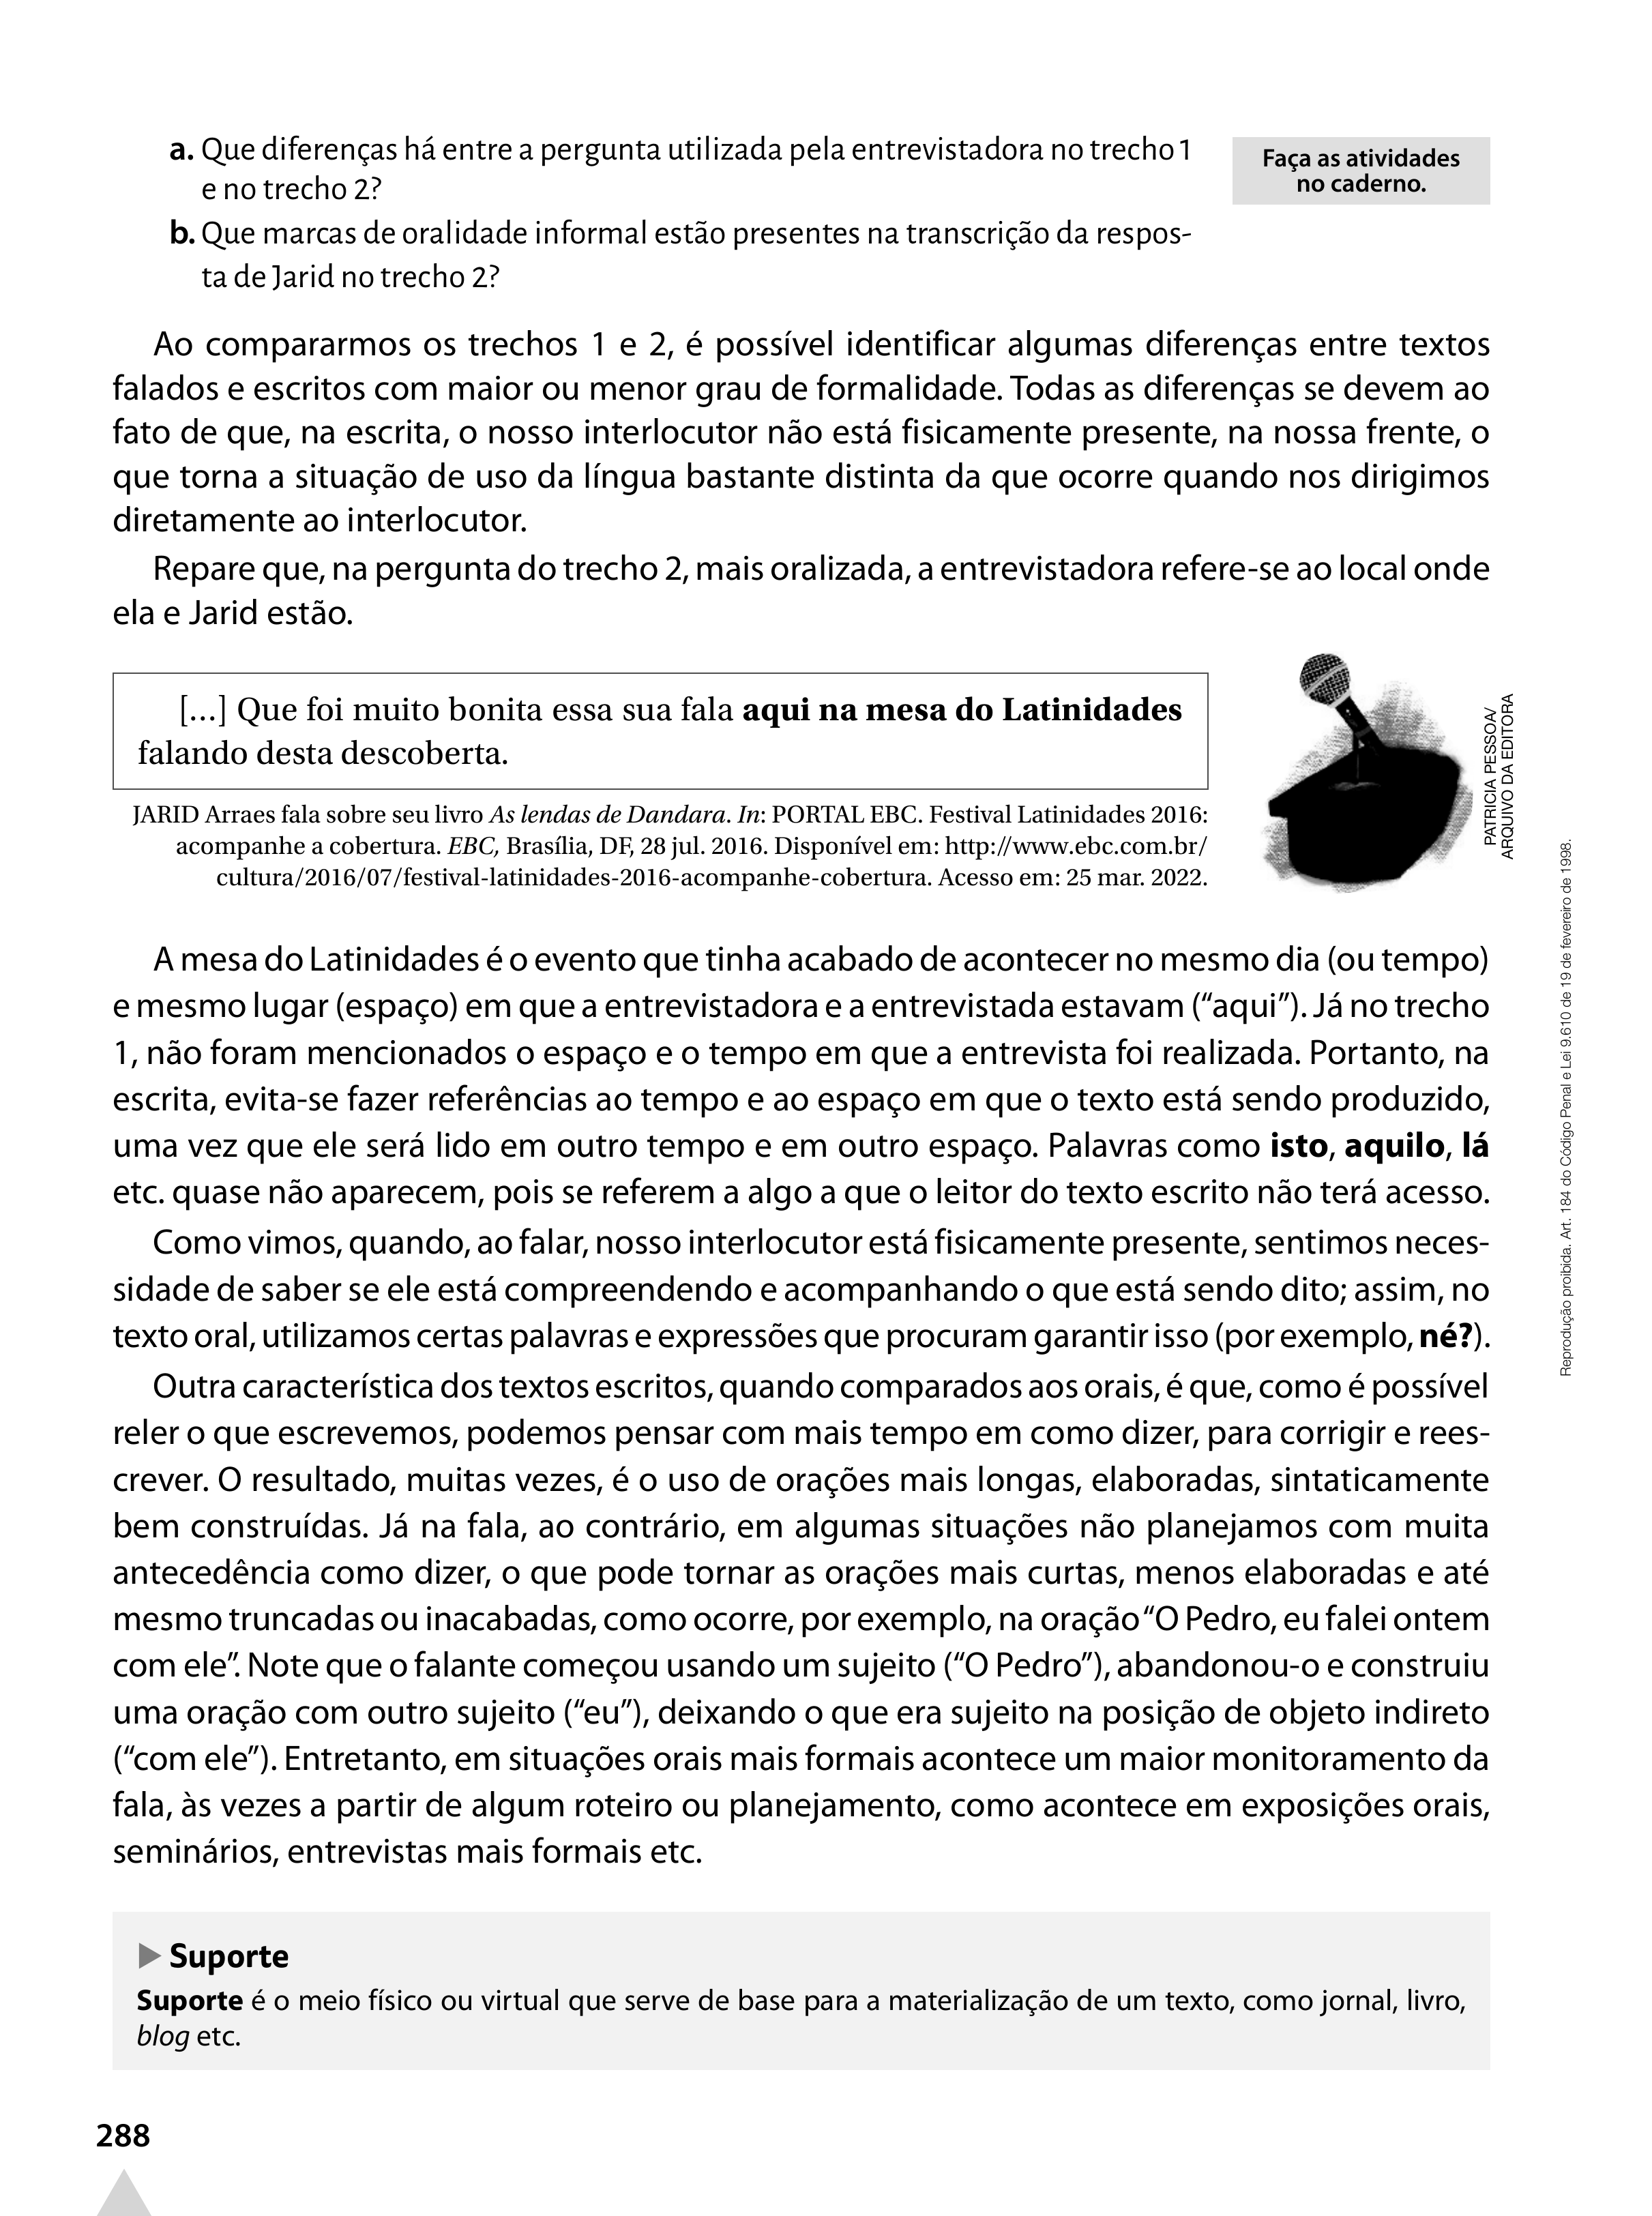 a. Que diferenças há entre a pergunta utilizada pela entrevistadora no trecho 1
e no trecho 2?
b. Que marcas de oralidade informal estão presentes na transcrição da respos-
ta de Jarid no trecho 2?
Faça as atividades
no caderno.
Ao compararmos os trechos 1 e 2, é possível identificar algumas diferenças entre textos
falados e escritos com maior ou menor grau de formalidade. Todas as diferenças se devem ao
fato de que, na escrita, o nosso interlocutor não está fisicamente presente, na nossa frente, o
que torna a situação de uso da língua bastante distinta da que ocorre quando nos dirigimos
diretamente ao interlocutor.
Repare que, na pergunta do trecho 2, mais oralizada, a entrevistadora refere-se ao local onde
ela e Jarid estão.
[...] Que foi muito bonita essa sua fala aqui na mesa do Latinidades
falando desta descoberta.
JARID Arraes fala sobre seu livro As lendas de Dandara. In: PORTAL EBC. Festival Latinidades 2016:
acompanhe a cobertura. EBC, Brasília, DF, 28 jul. 2016. Disponível em: http://www.ebc.com.br/
cultura/2016/07/festival-latinidades-2016-acompanhe-cobertura. Acesso em: 25 mar. 2022.
PATRICIA PESSOA/
ARQUIVO DA EDITORA
A mesa do Latinidades é o evento que tinha acabado de acontecer no mesmo dia (ou tempo)
e mesmo lugar (espaço) em que a entrevistadora e a entrevistada estavam (“aqui”). Já no trecho
1, não foram mencionados o espaço e o tempo em que a entrevista foi realizada. Portanto, na
escrita, evita-se fazer referências ao tempo e ao espaço em que o texto está sendo produzido,
uma vez que ele será lido em outro tempo e em outro espaço. Palavras como isto, aquilo, lá
etc. quase não aparecem, pois se referem a algo a que o leitor do texto escrito não terá acesso.
Como vimos, quando, ao falar, nosso interlocutor está fisicamente presente, sentimos neces-
sidade de saber se ele está compreendendo e acompanhando o que está sendo dito; assim, no
texto oral, utilizamos certas palavras e expressões que procuram garantir isso (por exemplo, né?).
Outra característica dos textos escritos, quando comparados aos orais, é que, como é possível
reler o que escrevemos, podemos pensar com mais tempo em como dizer, para corrigir e rees-
crever. O resultado, muitas vezes, é o uso de orações mais longas, elaboradas, sintaticamente
bem construídas. Já na fala, ao contrário, em algumas situações não planejamos com muita
antecedência como dizer, o que pode tornar as orações mais curtas, menos elaboradas e até
mesmo truncadas ou inacabadas, como ocorre, por exemplo, na oração “O Pedro, eu falei ontem
com ele”. Note que o falante começou usando um sujeito (“O Pedro”), abandonou-o e construiu
uma oração com outro sujeito (“eu”), deixando o que era sujeito na posição de objeto indireto
(“com ele”). Entretanto, em situações orais mais formais acontece um maior monitoramento da
fala, às vezes a partir de algum roteiro ou planejamento, como acontece em exposições orais,
seminários, entrevistas mais formais etc.
Suporte
Suporte é o meio físico ou virtual que serve de base para a materialização de um texto, como jornal, livro,
blog etc.
288
Reprodução proibida. Art. 184 do Código Penal e Lei 9.610 de 19 de fevereiro de 1998.